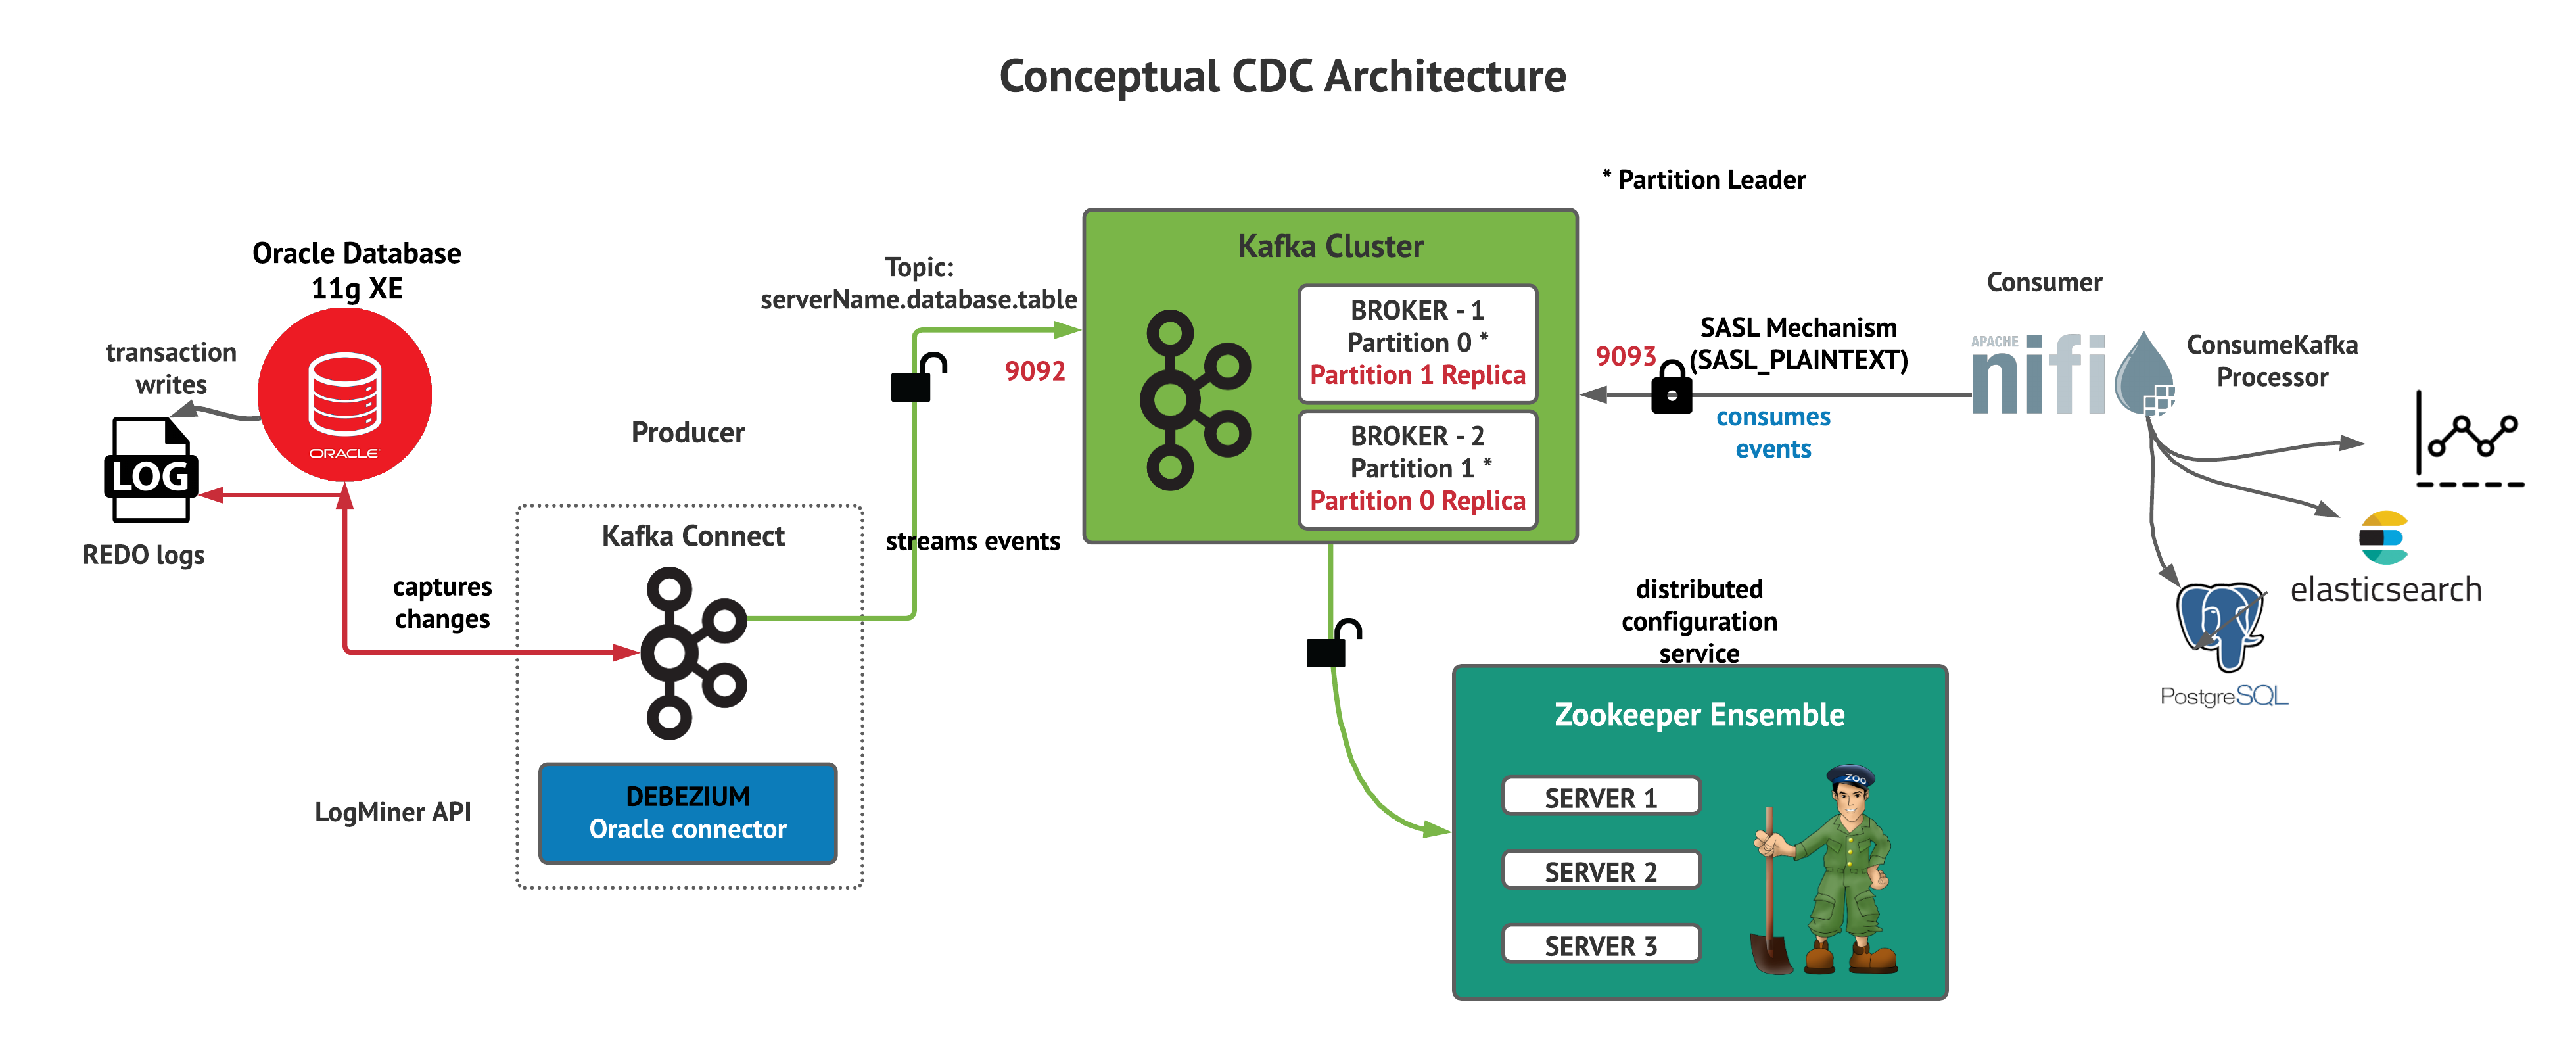 Conceptual CDC Architecture
* Partition Leader
Oracle Database
11g XE
transaction
writes
ORACLE
LOG
REDO logs
captures
changes
LogMiner API
Producer
Kafka Connect
DEBEZIUM
Oracle connector
Topic:
serverName.database.table
9092
streams events
Kafka Cluster
BROKER - 1
Partition 0 *
Partition 1 Replica
BROKER - 2
Partition 1 *
Partition 0 Replica
9093
SASL Mechanism
(SASL_PLAINTEXT)
consumes
events
distributed
configuration
service
Zookeeper Ensemble
SERVER 1
SERVER 2
SERVER 3
ZOO
Consumer
APACHE
nifi
ConsumeKafka
Processor
elasticsearch
PostgreSQL